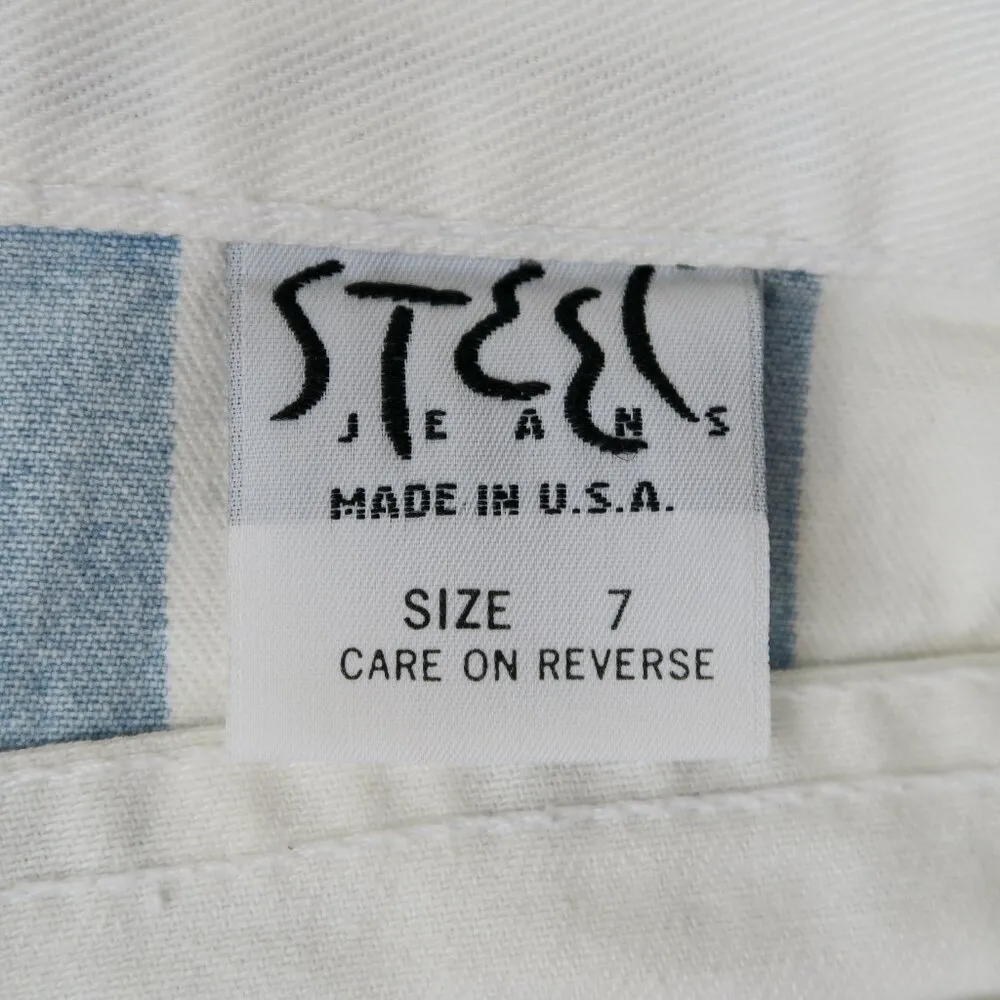 STEEL
JEANS
MADE IN U.S.A.
SIZE 7
CARE ON REVERSE